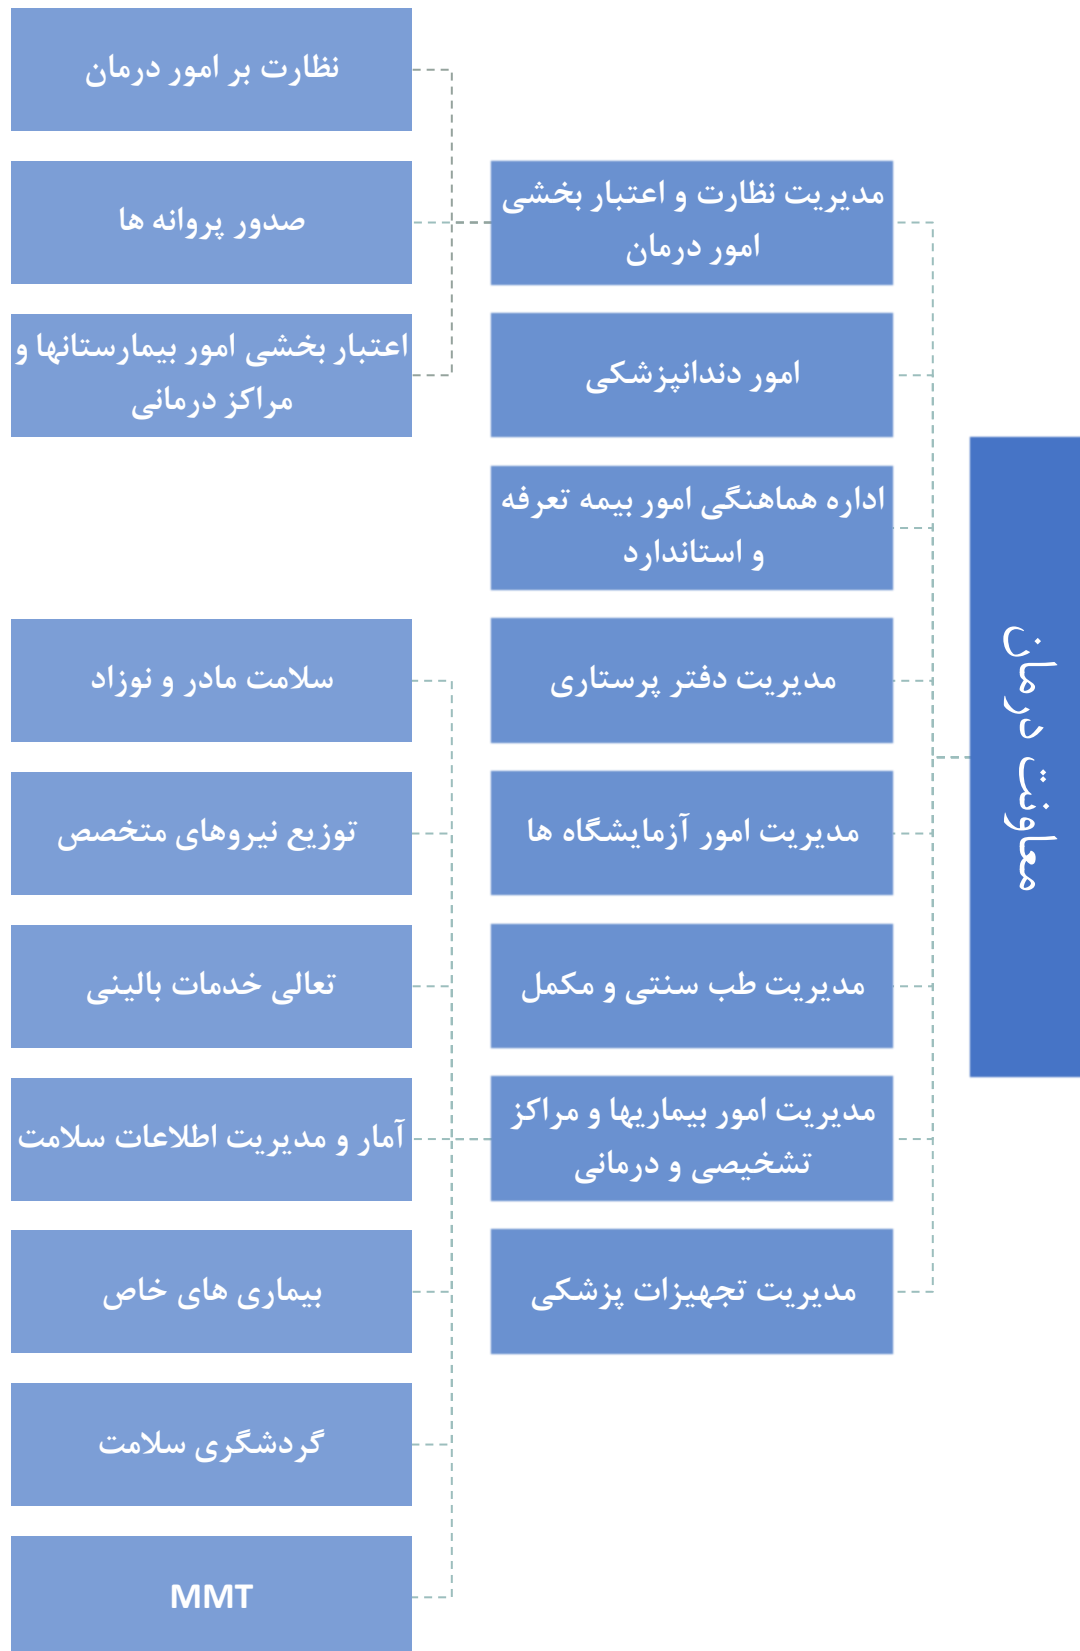 معاونت درمان
مدیریت نظارت و اعتبار بخشی
امور درمان
نظارت بر امور درمان
صدور پروانه ها
اعتبار بخشی امور بیمارستانها و
مراکز درمانی
امور دندانپزشکی
اداره هماهنگی امور بیمه تعرفه
و استاندارد
مدیریت دفتر پرستاری
مدیریت امور آزمایشگاه ها
مدیریت طب سنتی و مکمل
مدیریت امور بیماریها و مراکز
تشخیصی و درمانی
سلامت مادر و نوزاد
توزیع نیروهای متخصص
تعالی خدمات بالینی
آمار و مدیریت اطلاعات سلامت
بیماری های خاص
گردشگری سلامت
MMT
مدیریت تجهیزات پزشکی